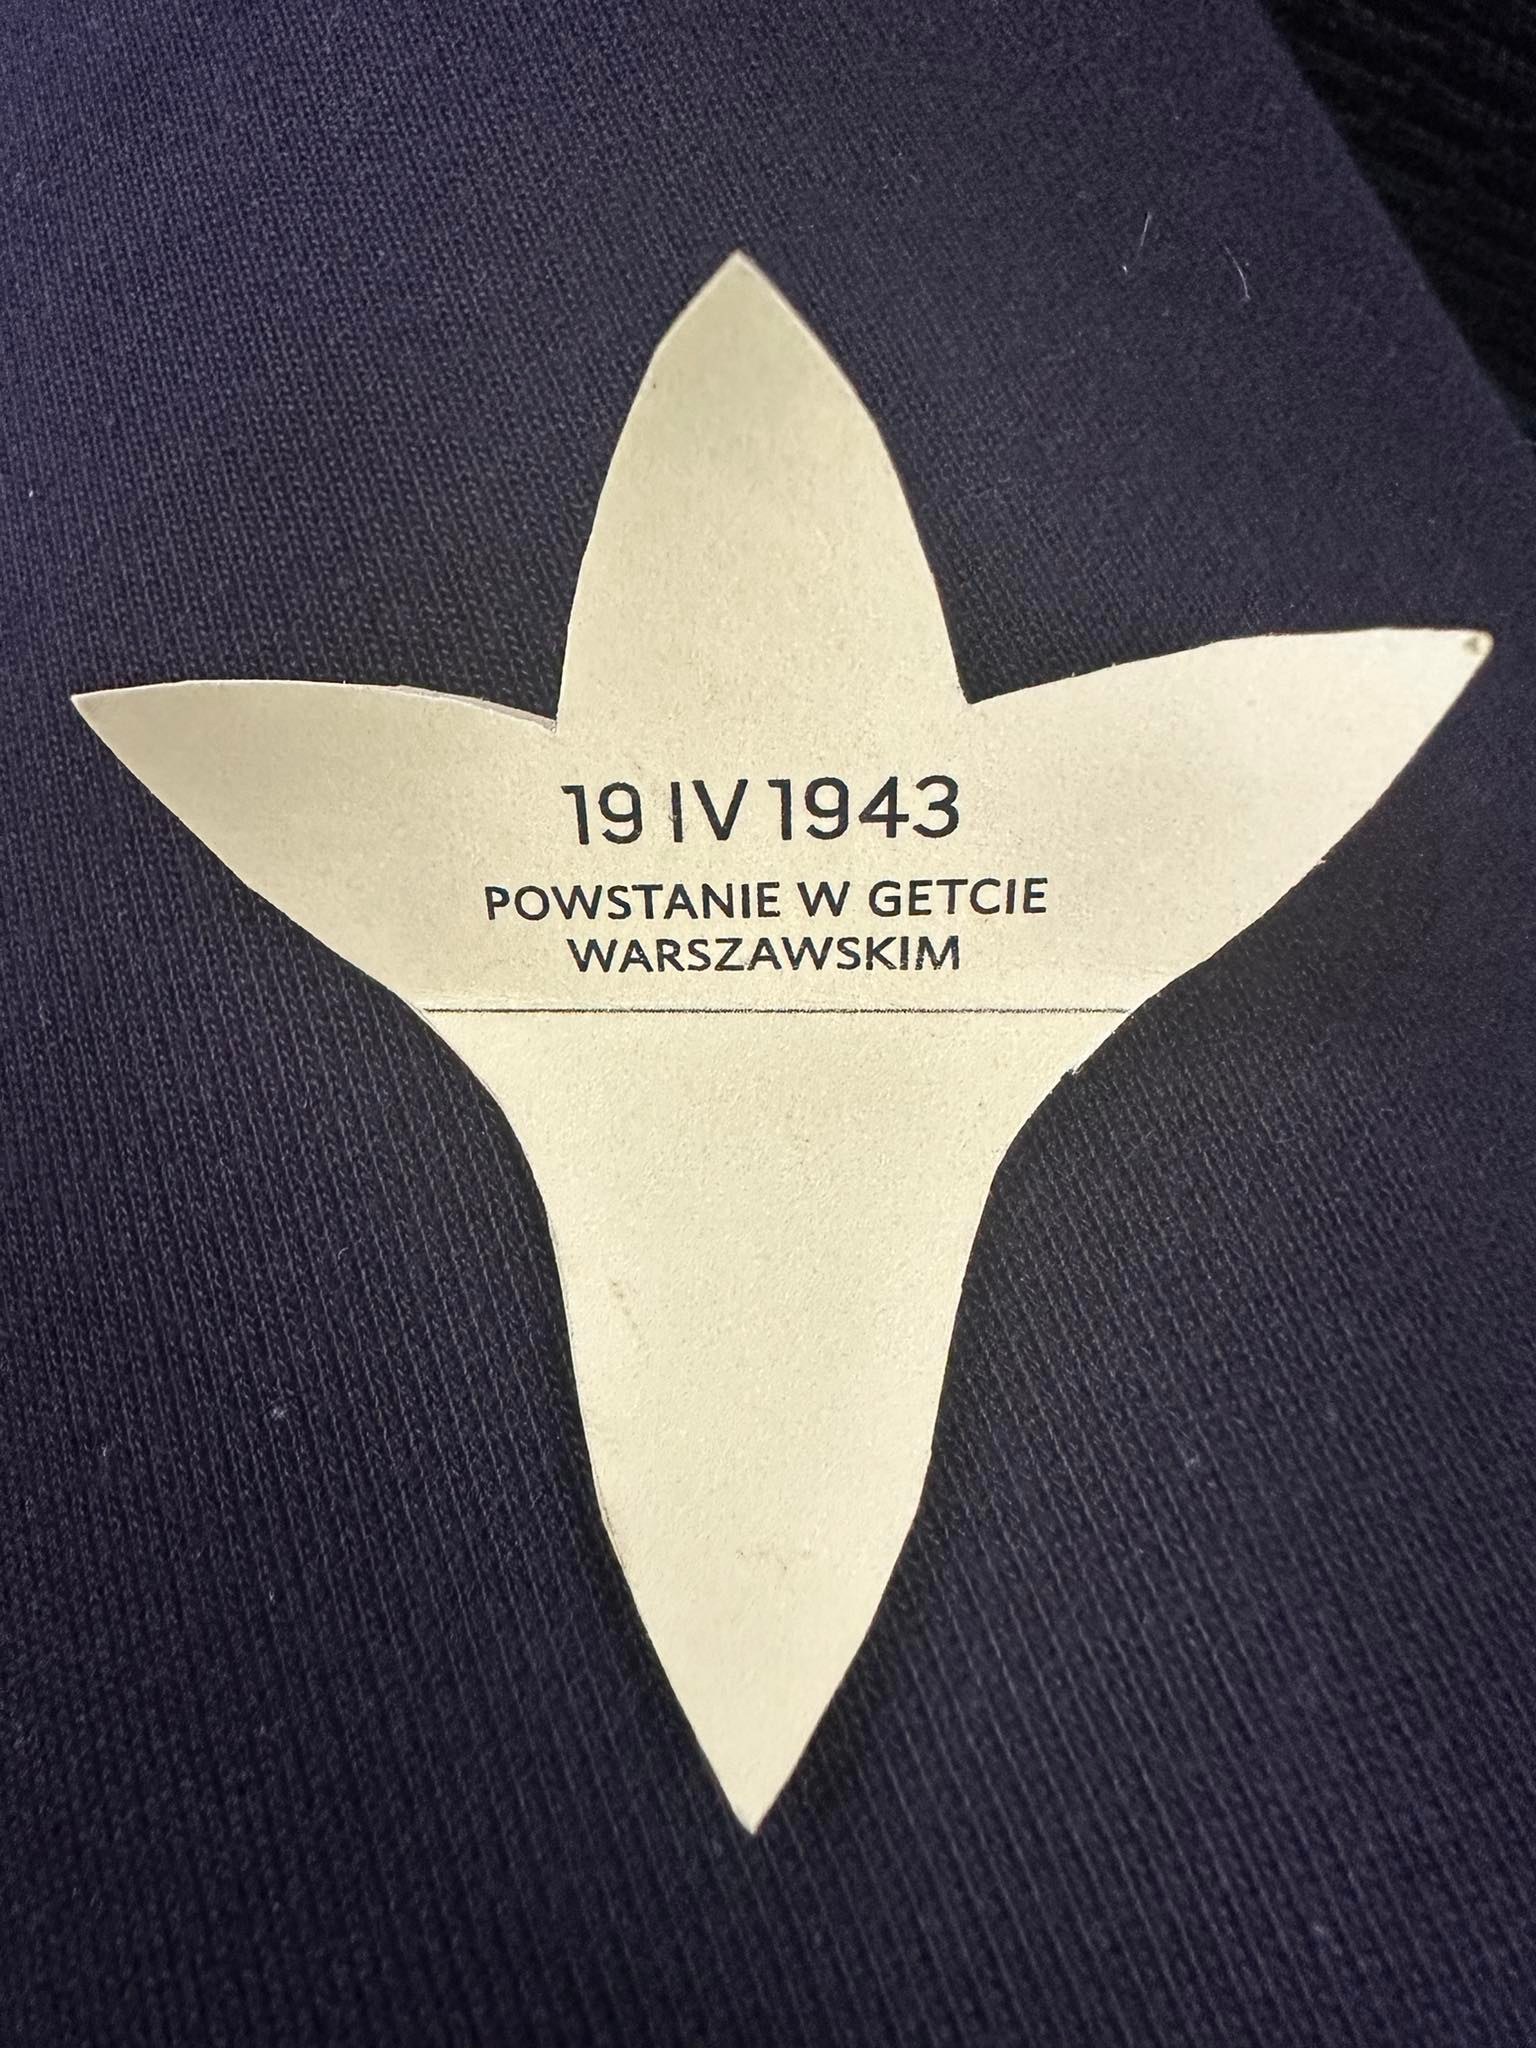 19 IV 1943
POWSTANIE W GETCIE
WARSZAWSKIM